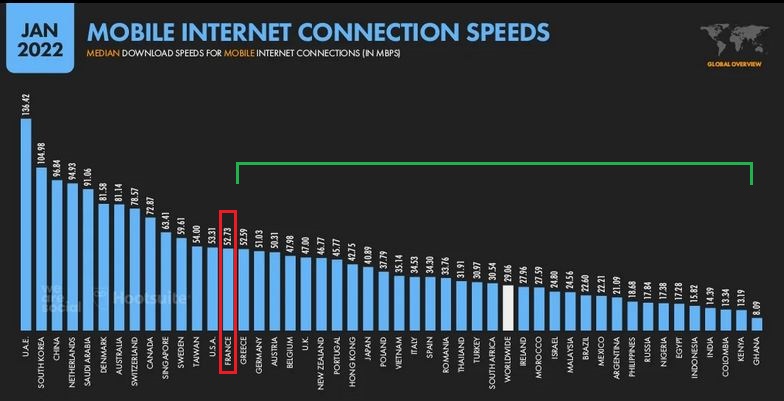 JAN
2022
MOBILE INTERNET CONNECTION SPEEDS
MEDIAN DOWNLOAD SPEEDS FOR MOBILE INTERNET CONNECTIONS (IN MBPS)
GLOBAL OVERVIEW
136.42
104.98
96.84
94.93
91.06
81.58
81.14
78.57
72.87
63.41
59.61
54.00
53.31
52.73
52.59
51.03
50.31
47.98
47.00
46.77
45.77
42.75
40.89
37.79
35.14
34.53
34.30
33.76
31.91
30.97
30.54
29.06
27.96
27.59
24.80
24.56
22.60
22.21
21.09
18.68
17.84
17.38
17.28
15.82
14.39
13.34
13.19
8.09
we
are
social
Hootsuite
U.A.E.
SOUTH KOREA
CHINA
NETHERLANDS
SAUDI ARABIA
DENMARK
AUSTRALIA
SWITZERLAND
CANADA
SINGAPORE
SWEDEN
TAIWAN
U.S.A.
FRANCE
GREECE
GERMANY
AUSTRIA
BELGIUM
U.K.
NEW ZEALAND
PORTUGAL
HONG KONG
JAPAN
POLAND
VIETNAM
ITALY
SPAIN
ROMANIA
THAILAND
TURKEY
SOUTH AFRICA
WORLDWIDE
IRELAND
MOROCCO
ISRAEL
MALAYSIA
BRAZIL
MEXICO
ARGENTINA
PHILIPPINES
RUSSIA
NIGERIA
EGYPT
INDONESIA
INDIA
COLOMBIA
KENYA
GHANA